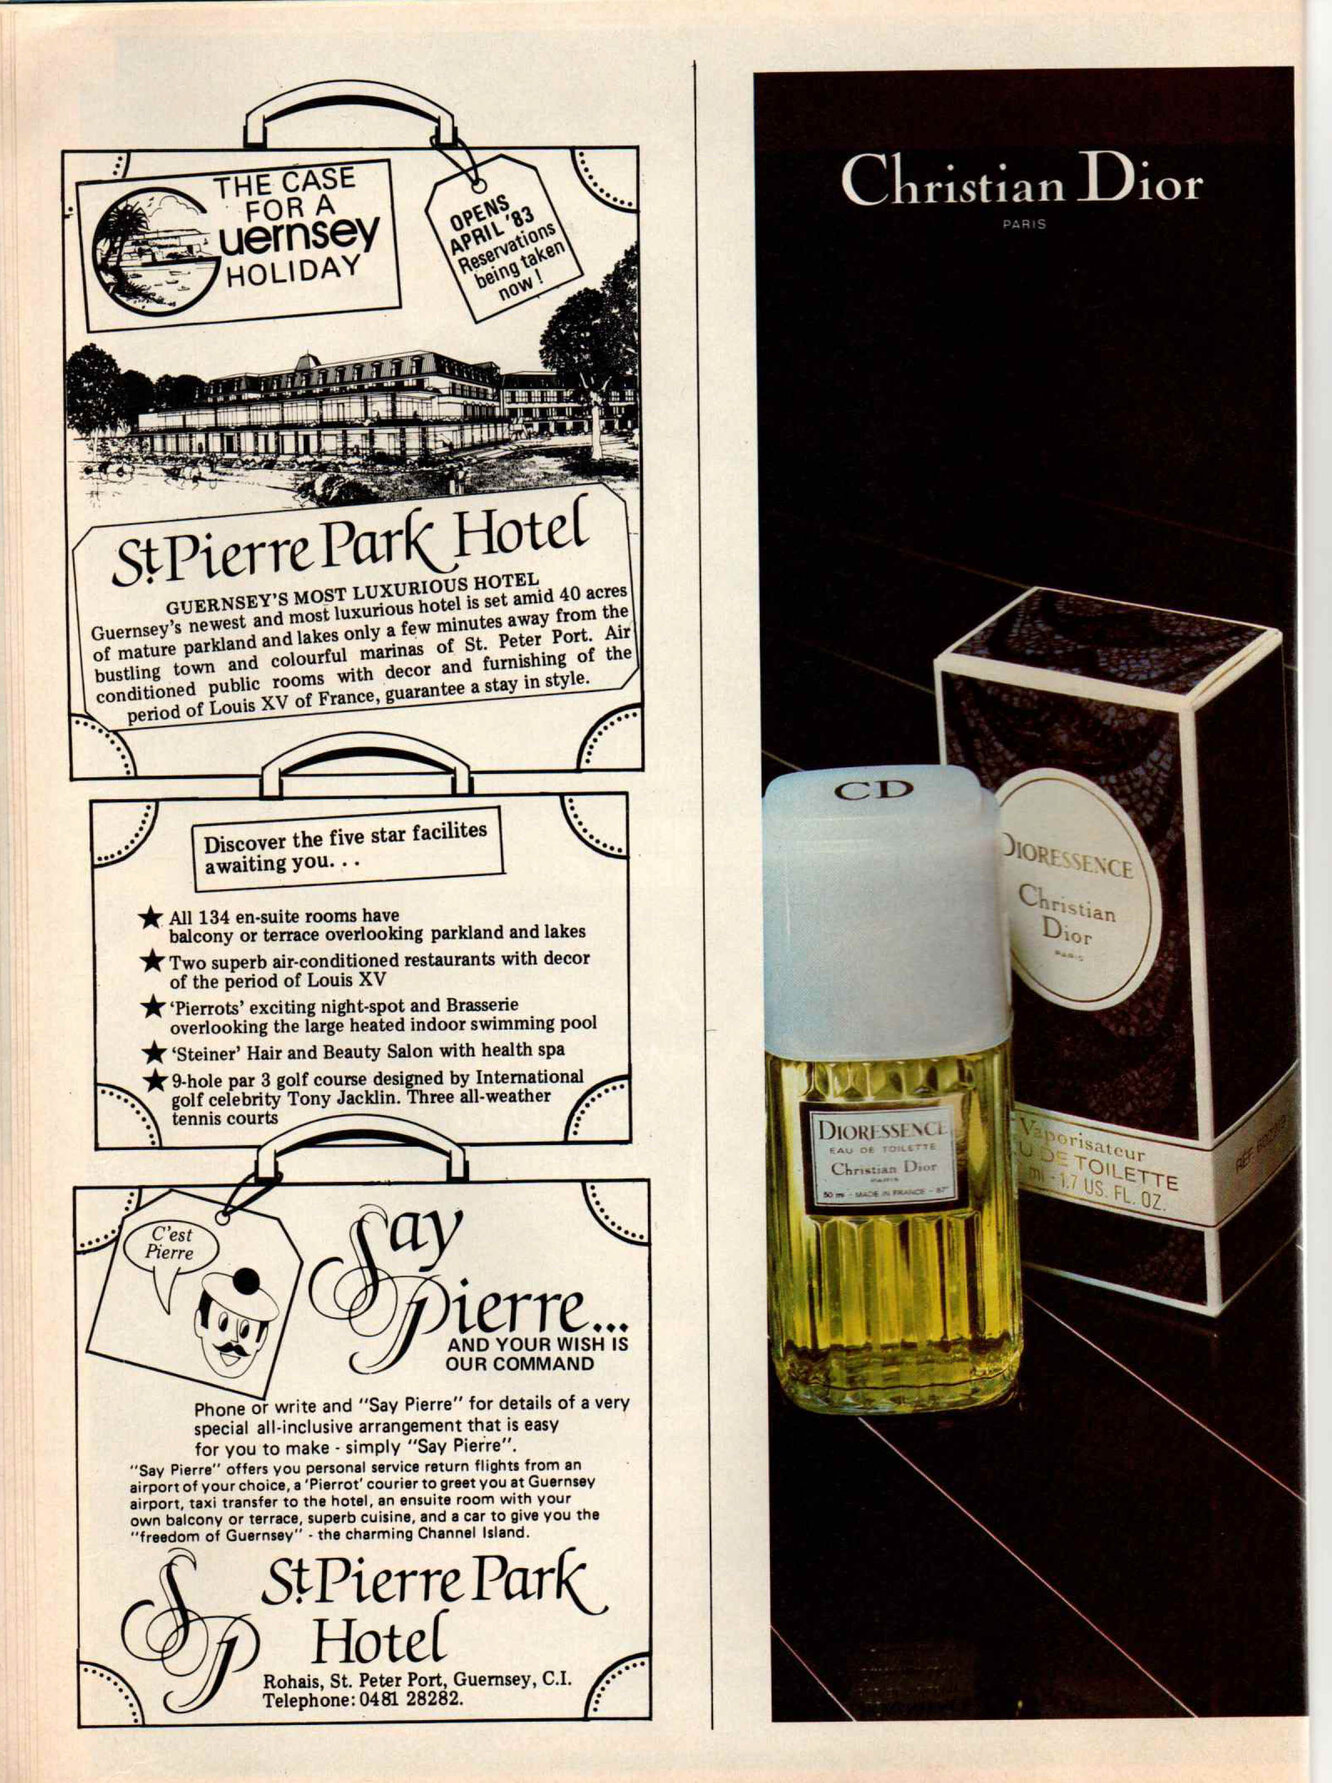 THE CASE
FOR A
Guernsey
HOLIDAY
OPENS
APRIL '83
Reservations
being taken
now !
St. Pierre Park Hotel
GUERNSEY'S MOST LUXURIOUS HOTEL
Guernsey's newest and most luxurious hotel is set amid 40 acres
of mature parkland and lakes only a few minutes away from the
bustling town and colourful marinas of St. Peter Port. Air
conditioned public rooms with decor and furnishing of the
period of Louis XV of France, guarantee a stay in style.
Discover the five star facilites
awaiting you. . .
★ All 134 en-suite rooms have
balcony or terrace overlooking parkland and lakes
★ Two superb air-conditioned restaurants with decor
of the period of Louis XV
★ 'Pierrots' exciting night-spot and Brasserie
overlooking the large heated indoor swimming pool
★ 'Steiner' Hair and Beauty Salon with health spa
★ 9-hole par 3 golf course designed by International
golf celebrity Tony Jacklin. Three all-weather
tennis courts
C'est
Pierre
Say
Pierre...
AND YOUR WISH IS
OUR COMMAND
Phone or write and "Say Pierre" for details of a very
special all-inclusive arrangement that is easy
for you to make - simply "Say Pierre".
"Say Pierre" offers you personal service return flights from an
airport of your choice, a 'Pierrot' courier to greet you at Guernsey
airport, taxi transfer to the hotel, an ensuite room with your
own balcony or terrace, superb cuisine, and a car to give you the
"freedom of Guernsey" - the charming Channel Island.
SP
St. Pierre Park
Hotel
Rohais, St. Peter Port, Guernsey, C.I.
Telephone: 0481 28282.
Christian Dior
PARIS
CD
DIORESSENCE
Christian
Dior
PARIS
DIORESSENCE
EAU DE TOILETTE
Christian Dior
PARIS
50 ml - MADE IN FRANCE - 87°
Vaporisateur
EAU DE TOILETTE
ml - 1.7 US. FL. OZ.
REF.